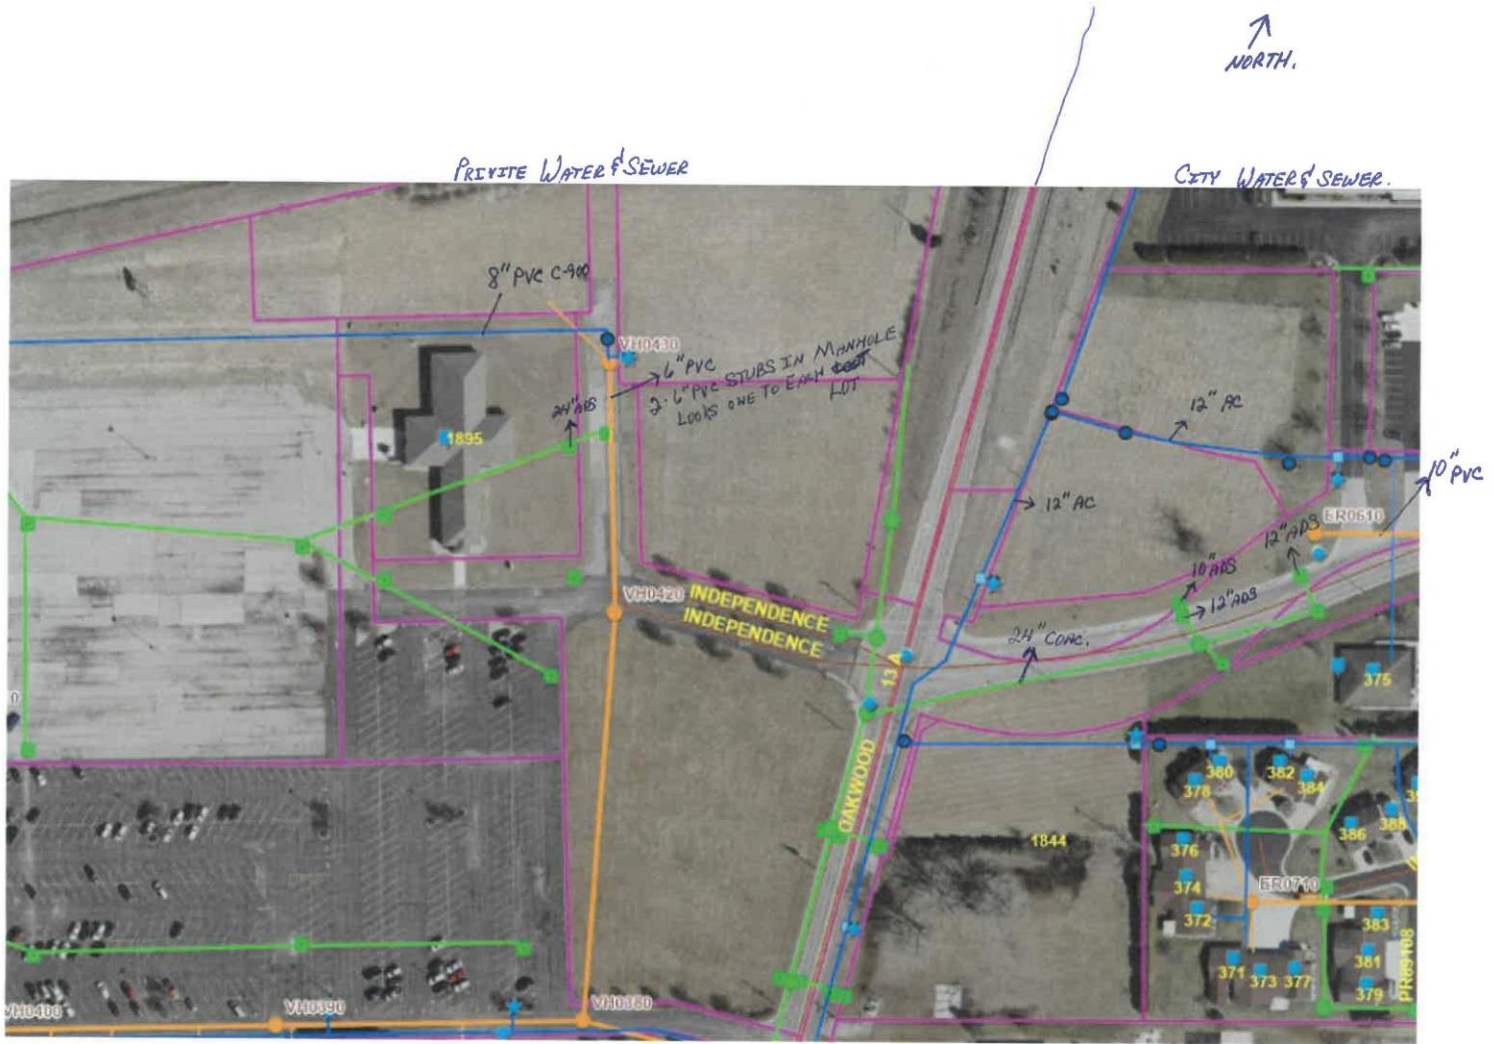 NORTH.
PRIVITE WATER & SEWER
CITY WATER & SEWER.
8" PVC C-900
VH0430
6" PVC
2-6" PVC STUBS IN MANHOLE
LOOKS ONE TO EACH
LOT
24" ADS
1895
12" AC
10" PVC
12" AC
ER0610
12" ADS
10" ADS
12" ADS
VH0420
INDEPENDENCE
INDEPENDENCE
24" CONC.
13 A
375
0
OAKWOOD
380
382
378
384
386
388
1844
376
374
ER0710
372
383
371
373
377
381
379
PR89108
VH0400
VH0390
VH0380